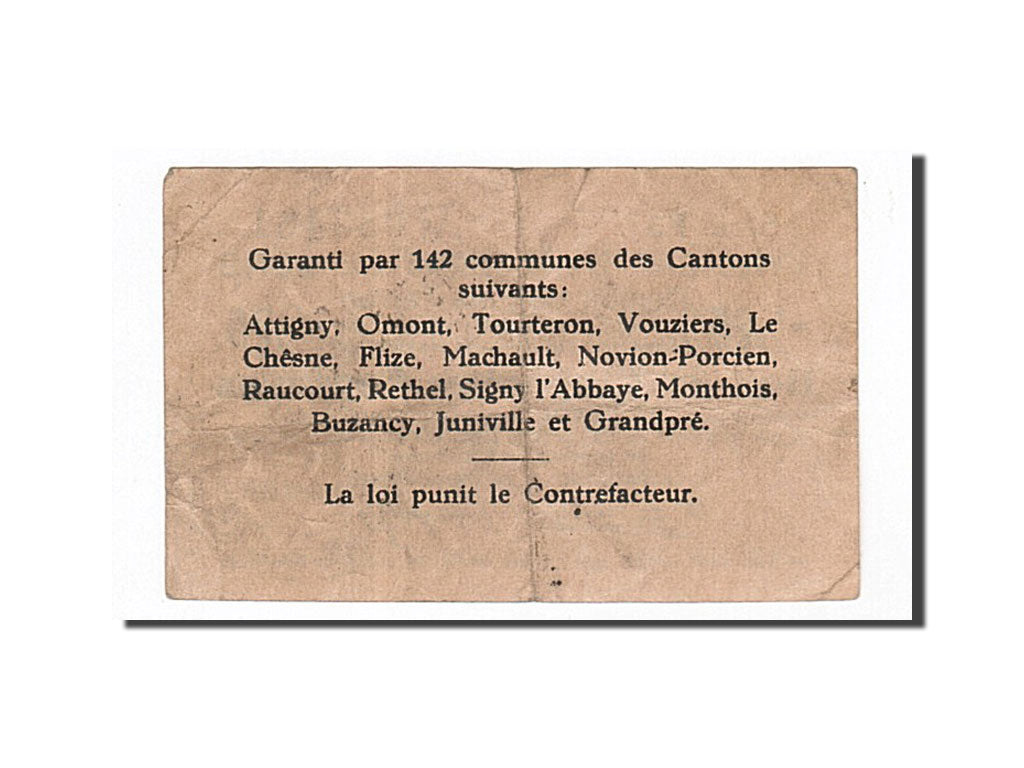 Garanti par 142 communes des Cantons
suivants:
Attigny, Omont, Tourteron, Vouziers, Le
Chêsne, Flize, Machault, Novion-Porcien,
Raucourt, Rethel, Signy l'Abbaye, Monthois,
Buzancy, Juniville et Grandpré.
La loi punit le Contrefacteur.